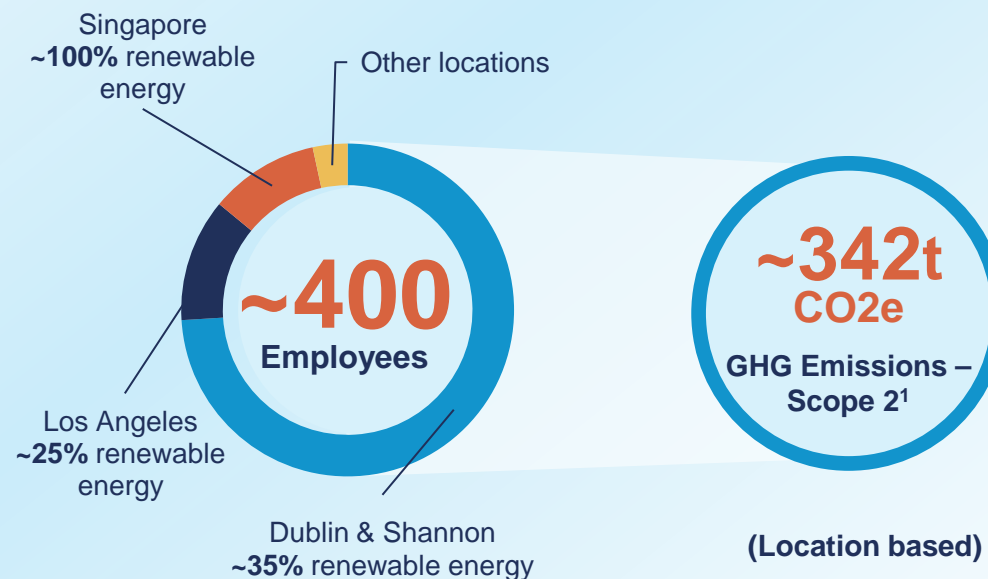 Singapore
~100% renewable
energy
Other locations
~400
Employees
~342t
CO2e
GHG Emissions –
Scope 2¹
Los Angeles
~25% renewable
energy
Dublin & Shannon
~35% renewable energy
(Location based)